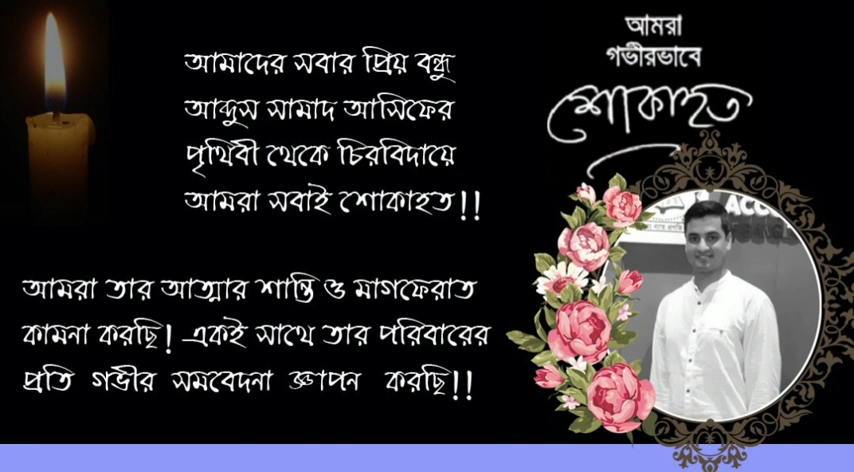 আমাদের সবার প্রিয় বন্ধু
আব্দুস সামাদ আসিফের
পৃথিবী থেকে চিরবিদায়ে
আমরা সবাই শোকাহত!!
আমরা তার আত্মার শান্তি ও মাগফেরাত
কামনা করছি! একই সাথে তার পরিবারের
প্রতি গভীর সমবেদনা জ্ঞাপন করছি!!
আমরা
গভীরভাবে
শোকাহত
ACCO